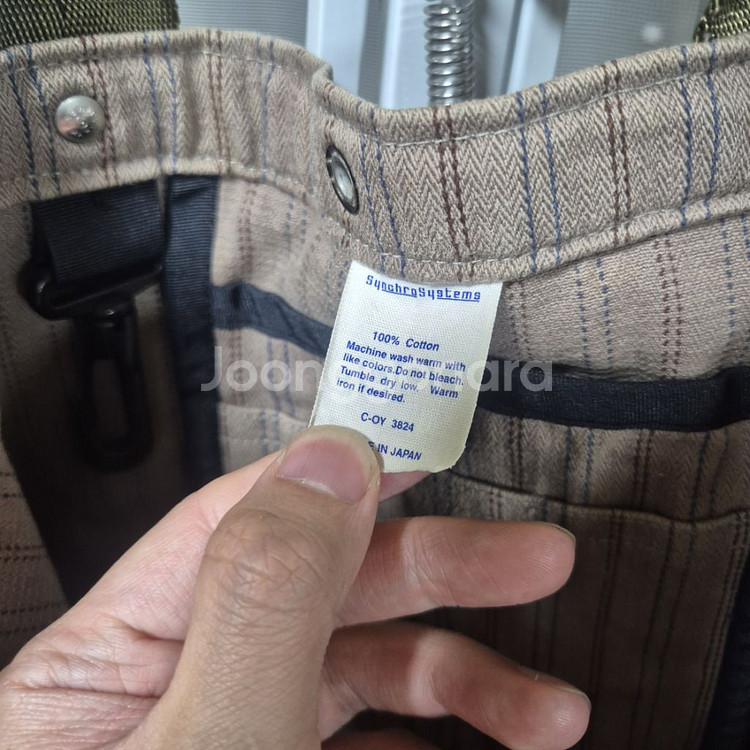 SynchroSystems
100% Cotton
Machine wash warm with
like colors.Do not bleach.
Tumble dry low. Warm
iron if desired.
C-OY 3824
IN JAPAN